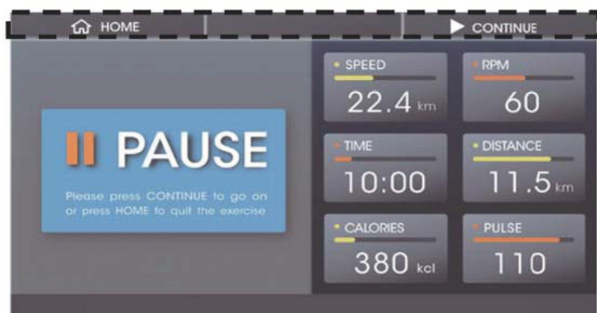 HOME
CONTINUE
PAUSE
Please press CONTINUE to go on
or press HOME to quit the exercise
SPEED
22.4 km
RPM
60
TIME
10:00
DISTANCE
11.5 km
CALORIES
380 kcl
PULSE
110